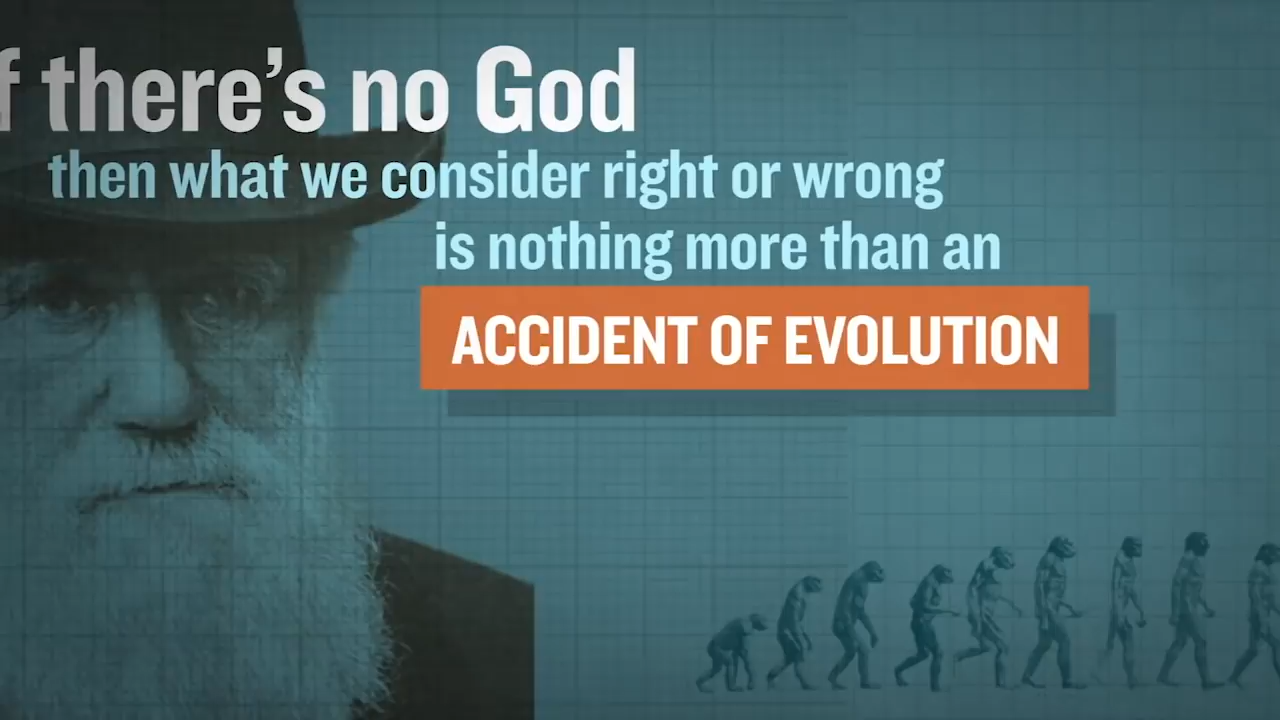 f there's no God
then what we consider right or wrong
is nothing more than an
ACCIDENT OF EVOLUTION